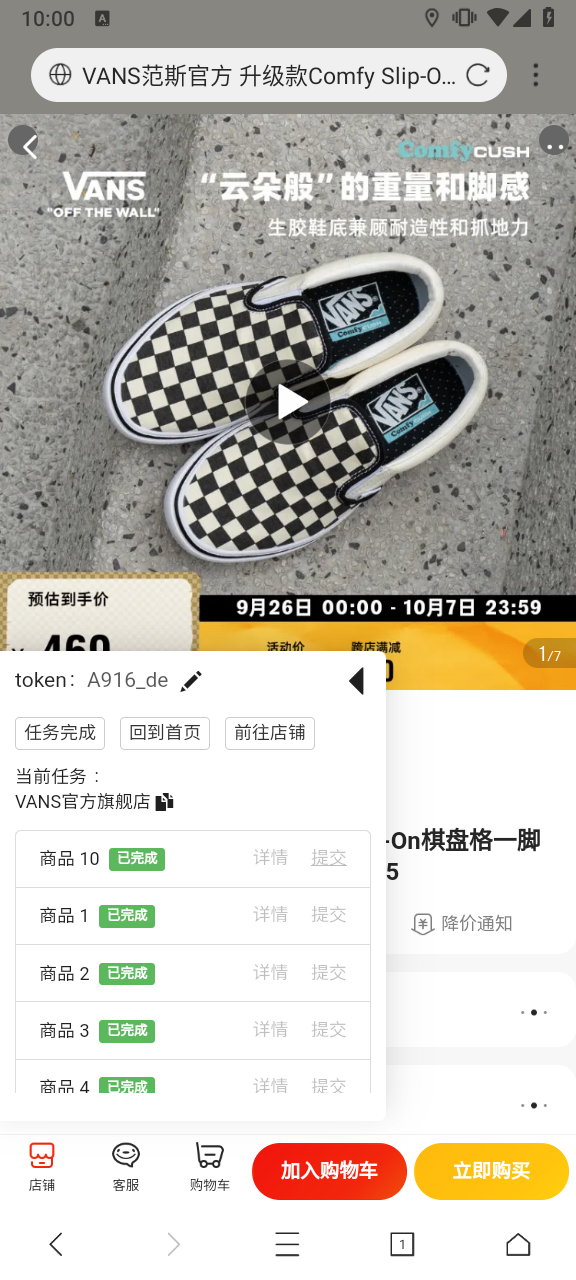 10:00
VANS范斯官方 升级款Comfy Slip-O...
ComfyCUSH
VANS
"OFF THE WALL"
“云朵般”的重量和脚感
生胶鞋底兼顾耐造性和抓地力
VANS
VANS
预估到手价
9月26日 00:00 - 10月7日 23:59
460
活动价
跨店满减
1/7
token: A916_de
任务完成
回到首页
前往店铺
当前任务：
VANS官方旗舰店
商品 10 已完成 详情 提交
商品 1 已完成 详情 提交
商品 2 已完成 详情 提交
商品 3 已完成 详情 提交
商品 4 已完成 详情 提交
-On棋盘格一脚
5
降价通知
店铺
客服
购物车
加入购物车
立即购买
1